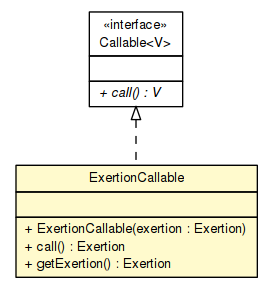 «interface»
Callable<V>
+ call() : V
ExertionCallable
+ ExertionCallable(exertion : Exertion)
+ call() : Exertion
+ getExertion() : Exertion